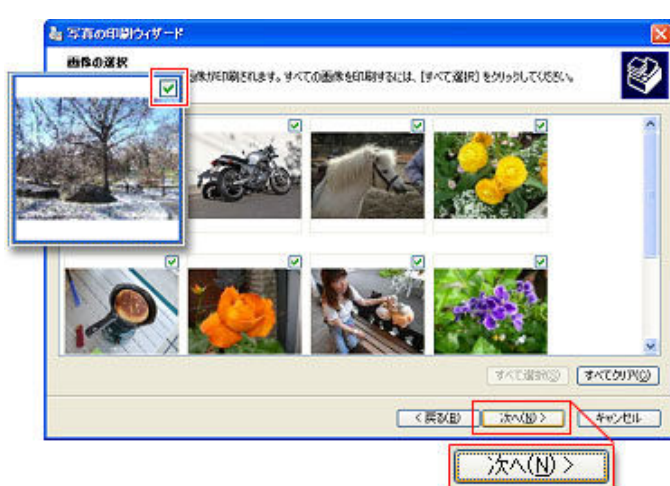 写真の印刷ウィザード
画像の選択
画像が印刷されます。すべての画像を印刷するには、[すべて選択] をクリックしてください。
すべて選択(S)
すべてクリア(C)
< 戻る(B)
次へ(N) >
キャンセル
次へ(N) >